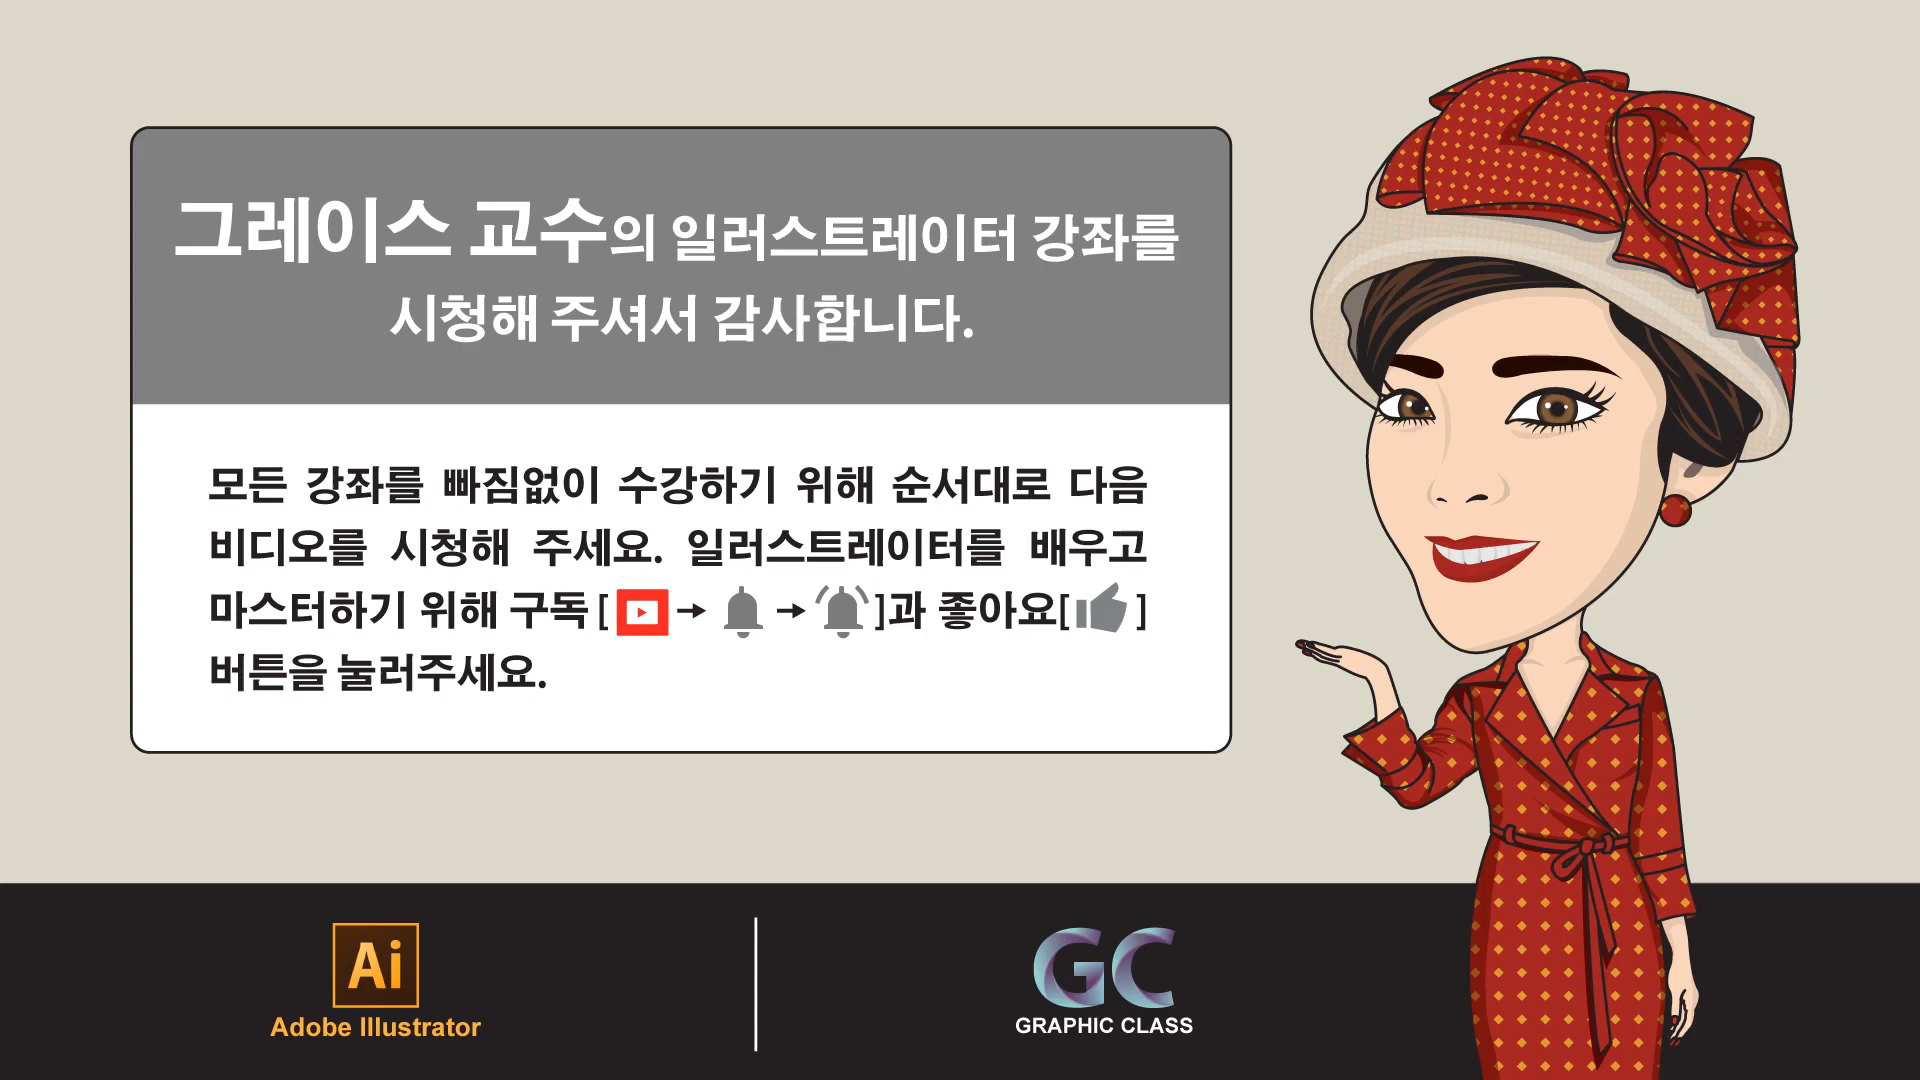 그레이스 교수의 일러스트레이터 강좌를
시청해 주셔서 감사합니다.
모든 강좌를 빠짐없이 수강하기 위해 순서대로 다음
비디오를 시청해 주세요. 일러스트레이터를 배우고
마스터하기 위해 구독[→→]과 좋아요[]
버튼을 눌러주세요.
Ai
Adobe Illustrator
GC
GRAPHIC CLASS